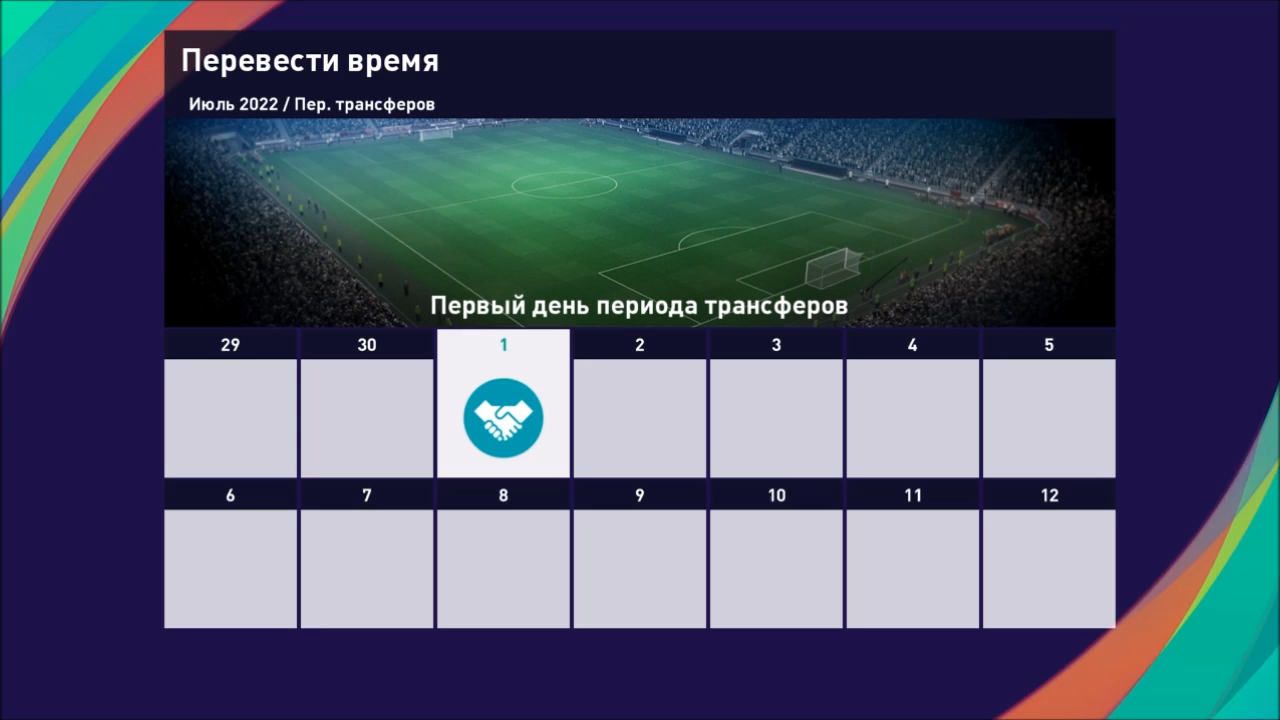 Перевести время
Июль 2022 / Пер. трансферов
Первый день периода трансферов
29 30 1 2 3 4 5
6 7 8 9 10 11 12